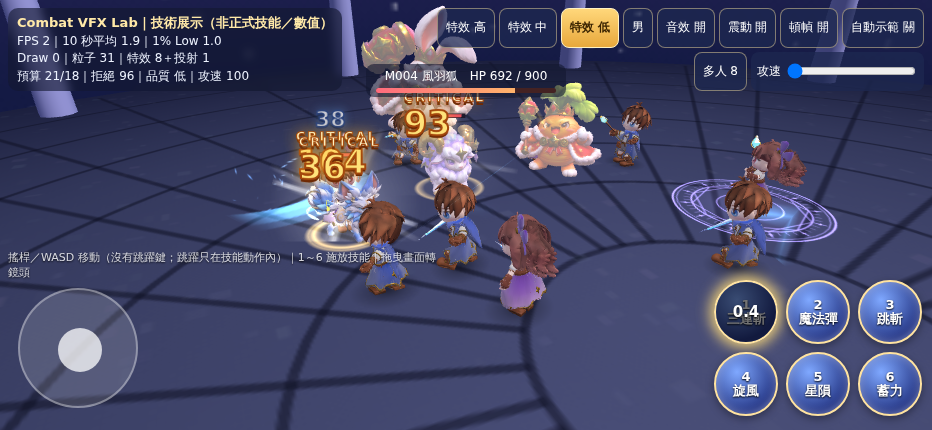 Combat VFX Lab｜技術展示（非正式技能／數值）
FPS 2｜10 秒平均 1.9｜1% Low 1.0
Draw 0｜粒子 31｜特效 8＋投射 1
預算 21/18｜拒絕 96｜品質 低｜攻速 100
特效 高
特效 中
特效 低
男
音效 開
震動 開
頓幀 開
自動示範 關
多人 8
攻速
M004 風羽狐 HP 692 / 900
CRITICAL
93
38
CRITICAL
CRITICAL
364
搖桿／WASD 移動（沒有跳躍鍵；跳躍只在技能動作內）｜1～6 施放技能
拖曳畫面轉
鏡頭
1
0.4
三連斬
2
魔法彈
3
跳斬
4
旋風
5
星隕
6
蓄力